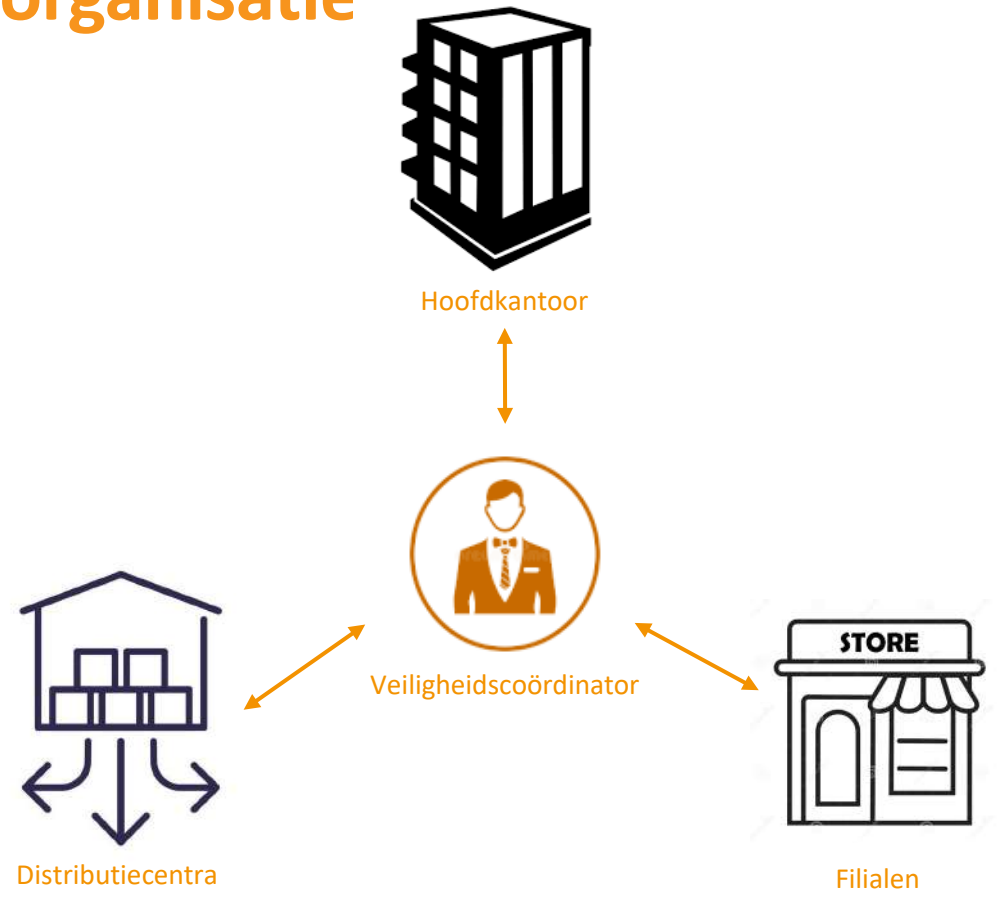 organisatie
Hoofdkantoor
Veiligheidscoördinator
STORE
Distributiecentra
Filialen